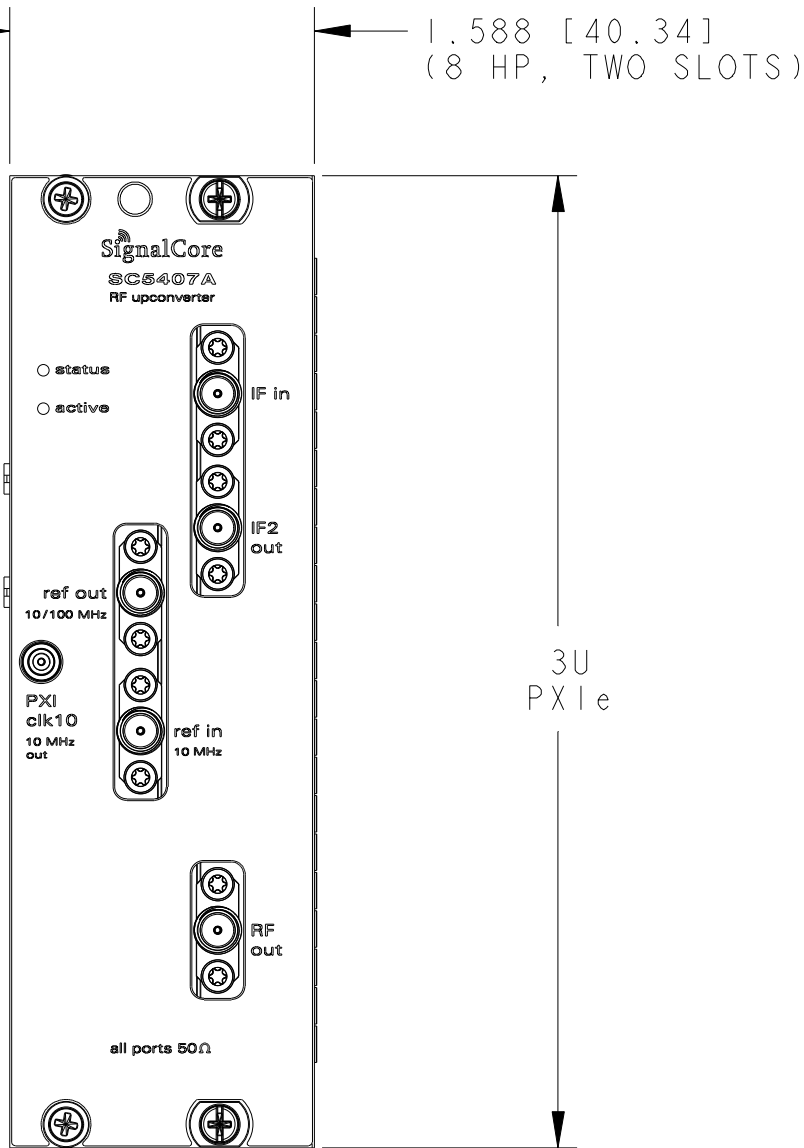 1.588 [40.34]
(8 HP, TWO SLOTS)
SignalCore
SC5407A
RF upconverter
status
active
IF in
IF2
out
ref out
10/100 MHz
PXI
clk10
10 MHz
out
ref in
10 MHz
3U
PXIe
RF
out
all ports 50Ω